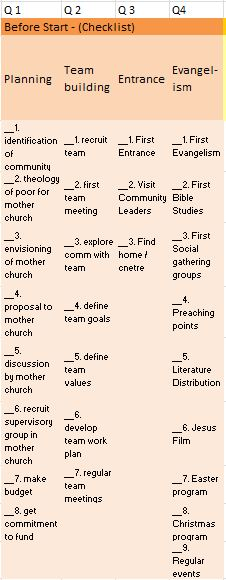 Q 1 Q 2 Q 3 Q4
Before Start - (Checklist)
Planning
Team
building
Entrance
Evangel-
ism
__1.
identification
of
community
__1. recruit
team
__1. First
Entrance
__1. First
Evangelism
__2. theology
of poor for
mother
church
__2. first
team
meeting
__2. Visit
Community
Leaders
__2. First
Bible
Studies
__3.
envisioning
of mother
church
__3. explore
comm with
team
__3. Find
home /
cnetre
__3. First
Social
gathering
groups
__4.
proposal to
mother
church
__4. define
team goals
__4.
Preaching
points
__5.
discussion
by mother
church
__5. define
team
values
__5.
Literature
Distribution
__6. recruit
supervisory
group in
mother
church
__6.
develop
team work
plan
__6. Jesus
Film
__7. make
budget
__7. regular
team
meetings
__7. Easter
program
__8. get
commitment
to fund
__8.
Christmas
program
__9.
Regular
events